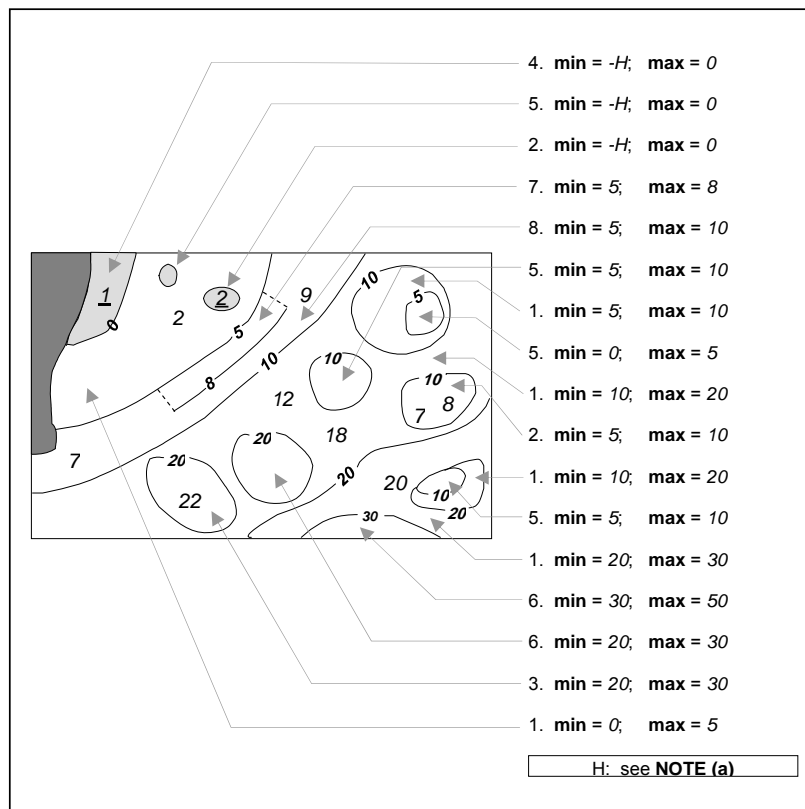 4. min = -H; max = 0
5. min = -H; max = 0
2. min = -H; max = 0
7. min = 5; max = 8
8. min = 5; max = 10
5. min = 5; max = 10
1. min = 5; max = 10
5. min = 0; max = 5
1. min = 10; max = 20
2. min = 5; max = 10
1. min = 10; max = 20
5. min = 5; max = 10
1. min = 20; max = 30
6. min = 30; max = 50
6. min = 20; max = 30
3. min = 20; max = 30
1. min = 0; max = 5
H: see NOTE (a)
1
2
9
10
5
0
2
5
10
8
10
10
12
7
8
18
7
20
20
20
20
22
10
20
30